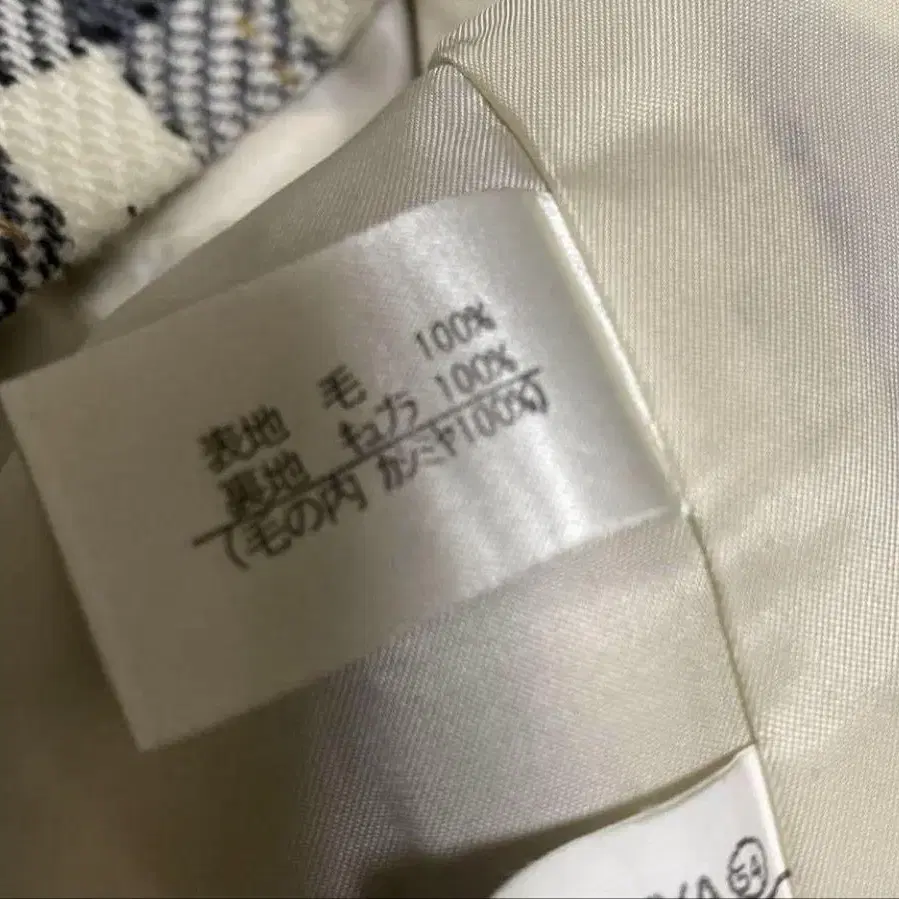 表地 毛 100%
裏地 キュプラ 100%
(毛の内 カシミヤ100%)
54